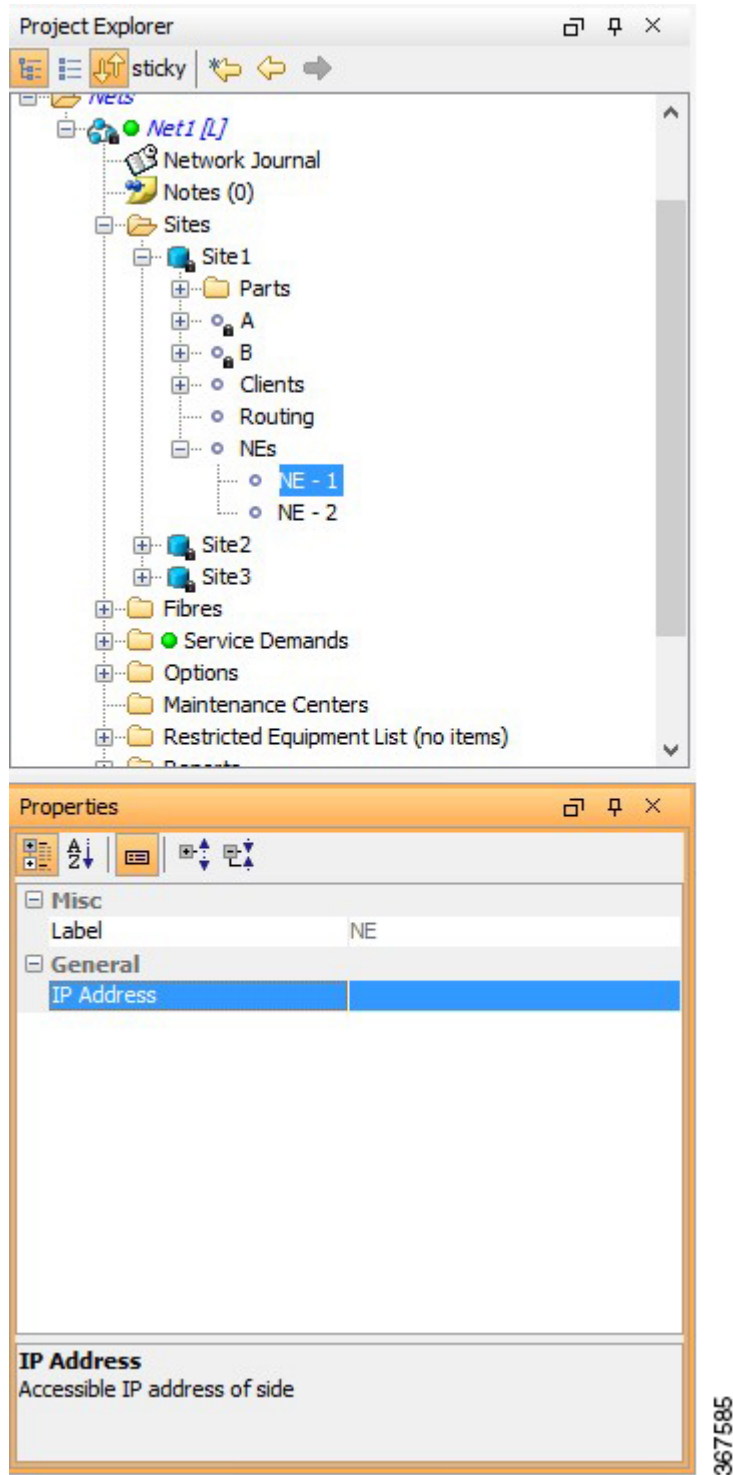 Project Explorer
sticky
Nets
Net1 [L]
Network Journal
Notes (0)
Sites
Site1
Parts
A
B
Clients
Routing
NEs
NE - 1
NE - 2
Site2
Site3
Fibres
Service Demands
Options
Maintenance Centers
Restricted Equipment List (no items)
Reports
Properties
Misc
Label NE
General
IP Address
IP Address
Accessible IP address of side
367585